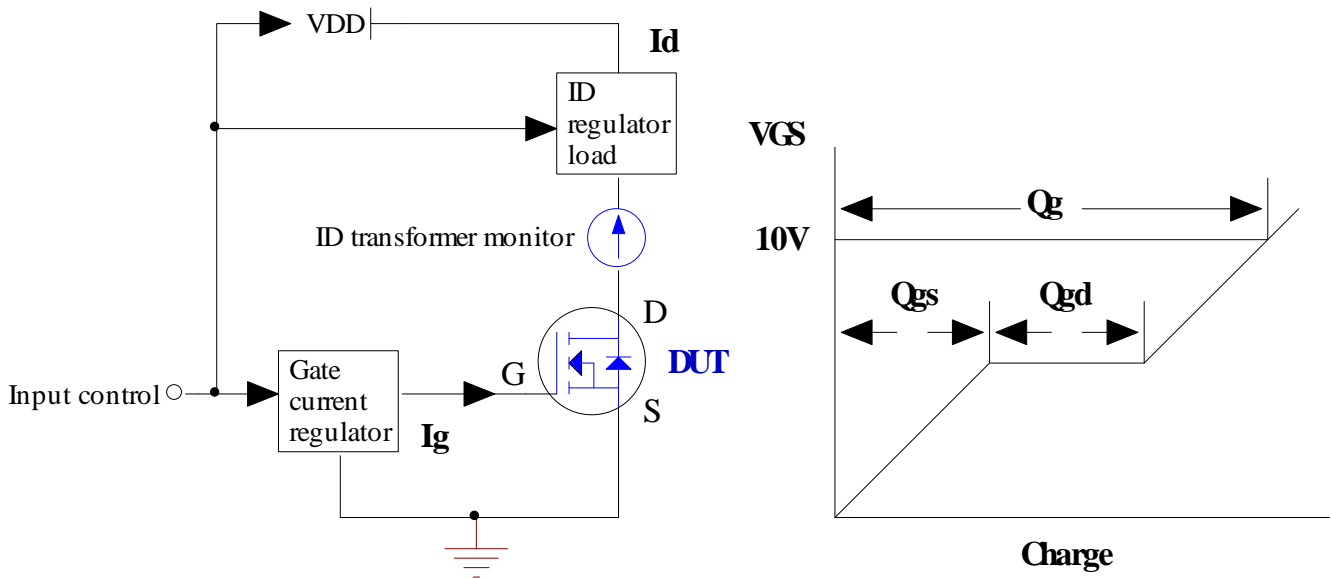 VDD
Id
ID
regulator
load
ID transformer monitor
D
DUT
G
S
Input control
Gate
current
regulator
Ig
VGS
Qg
10V
Qgs
Qgd
Charge